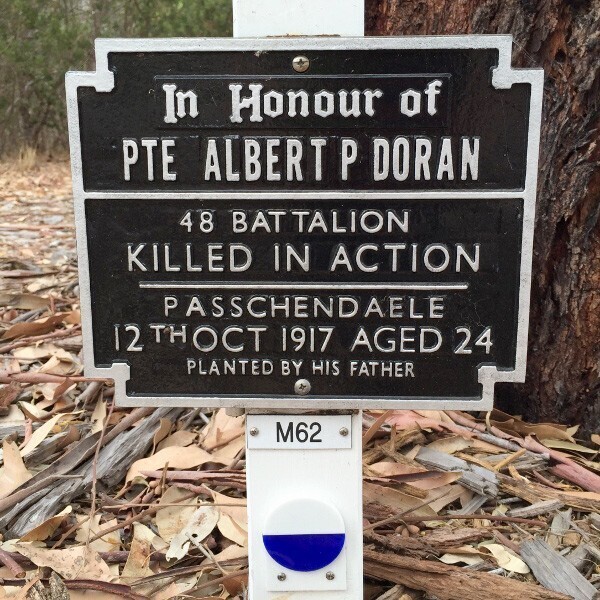 In Honour of
PTE ALBERT P DORAN
48 BATTALION
KILLED IN ACTION
PASSCHENDAELE
12TH OCT 1917 AGED 24
PLANTED BY HIS FATHER
M62